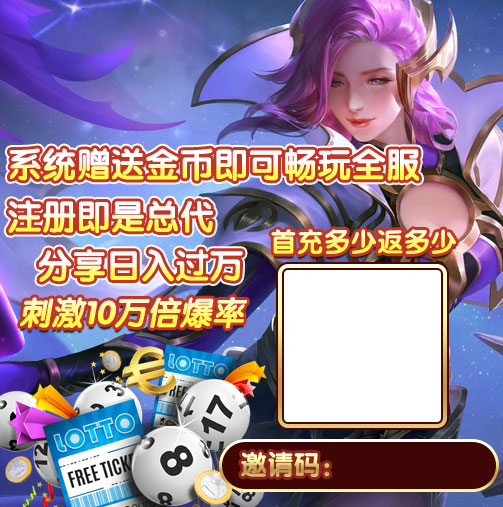 系统赠送金币即可畅玩全服
注册即是总代
首充多少返多少
分享日入过万
刺激10万倍爆率
LOTTO
LOTTO
FREE TICKET
17
8
邀请码：